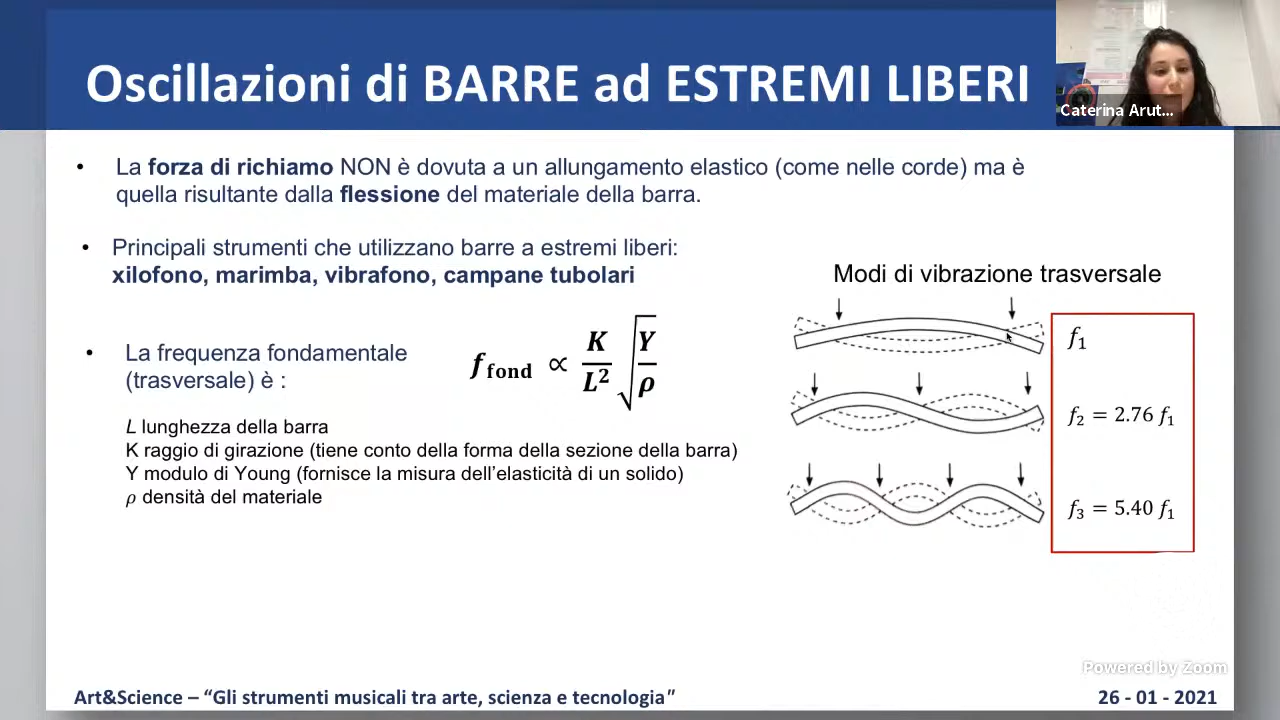 Oscillazioni di BARRE ad ESTREMI LIBERI
Caterina Arut...
• La forza di richiamo NON è dovuta a un allungamento elastico (come nelle corde) ma è
quella risultante dalla flessione del materiale della barra.
• Principali strumenti che utilizzano barre a estremi liberi:
xilofono, marimba, vibrafono, campane tubolari
Modi di vibrazione trasversale
f₁
f₂ = 2.76 f₁
f₃ = 5.40 f₁
• La frequenza fondamentale
(trasversale) è :
f_fond ∝ K/L² √(Y/ρ)
L lunghezza della barra
K raggio di girazione (tiene conto della forma della sezione della barra)
Y modulo di Young (fornisce la misura dell'elasticità di un solido)
ρ densità del materiale
Powered by Zoom
Art&Science – “Gli strumenti musicali tra arte, scienza e tecnologia"
26 - 01 - 2021